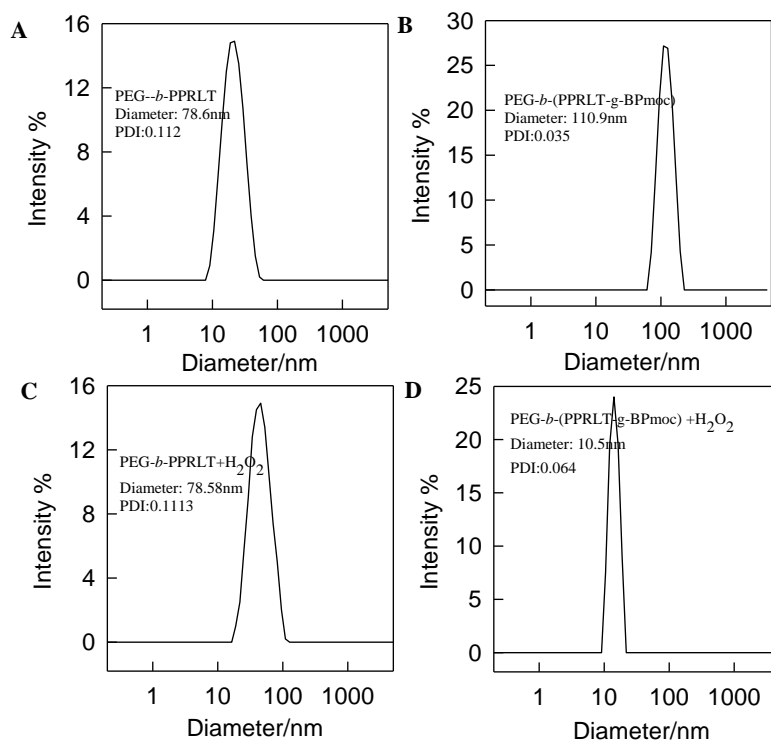 A
16
12
8
4
0
Intensity %
PEG--b-PPRLT
Diameter: 78.6nm
PDI:0.112
1 10 100 1000
Diameter/nm
B
30
25
20
15
10
5
0
Intensity %
PEG-b-(PPRLT-g-BPmoc)
Diameter: 110.9nm
PDI:0.035
1 10 100 1000
Diameter/nm
C
16
12
8
4
0
Intensity %
PEG-b-PPRLT+H2O2
Diameter: 78.58nm
PDI:0.1113
1 10 100 1000
Diameter/nm
D
25
20
15
10
5
0
Intensity %
PEG-b-(PPRLT-g-BPmoc) +H2O2
Diameter: 10.5nm
PDI:0.064
1 10 100 1000
Diameter/nm